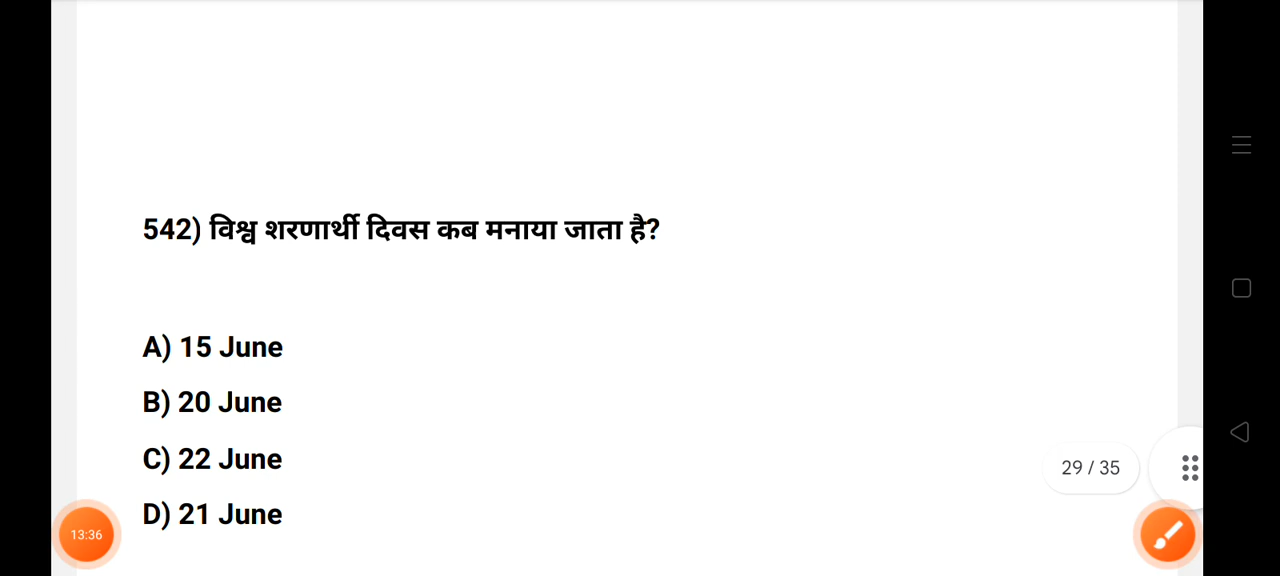 542) विश्व शरणार्थी दिवस कब मनाया जाता है?
A) 15 June
B) 20 June
C) 22 June
29 / 35
D) 21 June
13:36